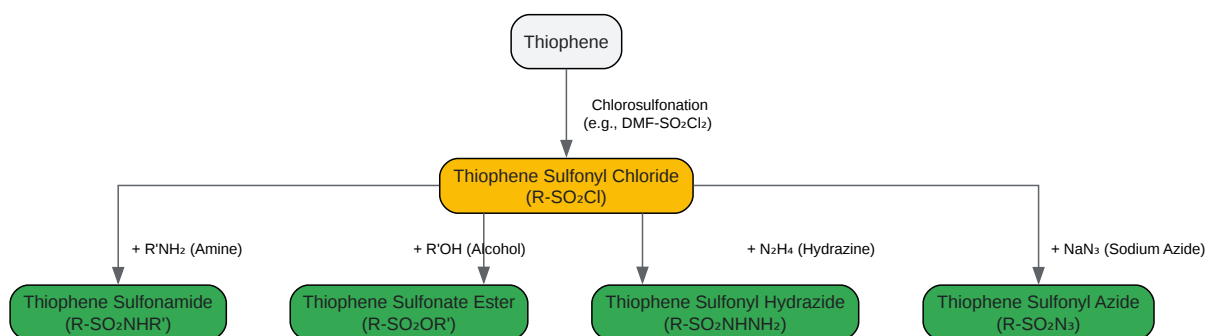 Thiophene
Chlorosulfonation
(e.g., DMF-SO₂Cl₂)
Thiophene Sulfonyl Chloride
(R-SO₂Cl)
+ R'NH₂ (Amine)
+ R'OH (Alcohol)
+ N₂H₄ (Hydrazine)
+ NaN₃ (Sodium Azide)
Thiophene Sulfonamide
(R-SO₂NHR')
Thiophene Sulfonate Ester
(R-SO₂OR')
Thiophene Sulfonyl Hydrazide
(R-SO₂NHNH₂)
Thiophene Sulfonyl Azide
(R-SO₂N₃)